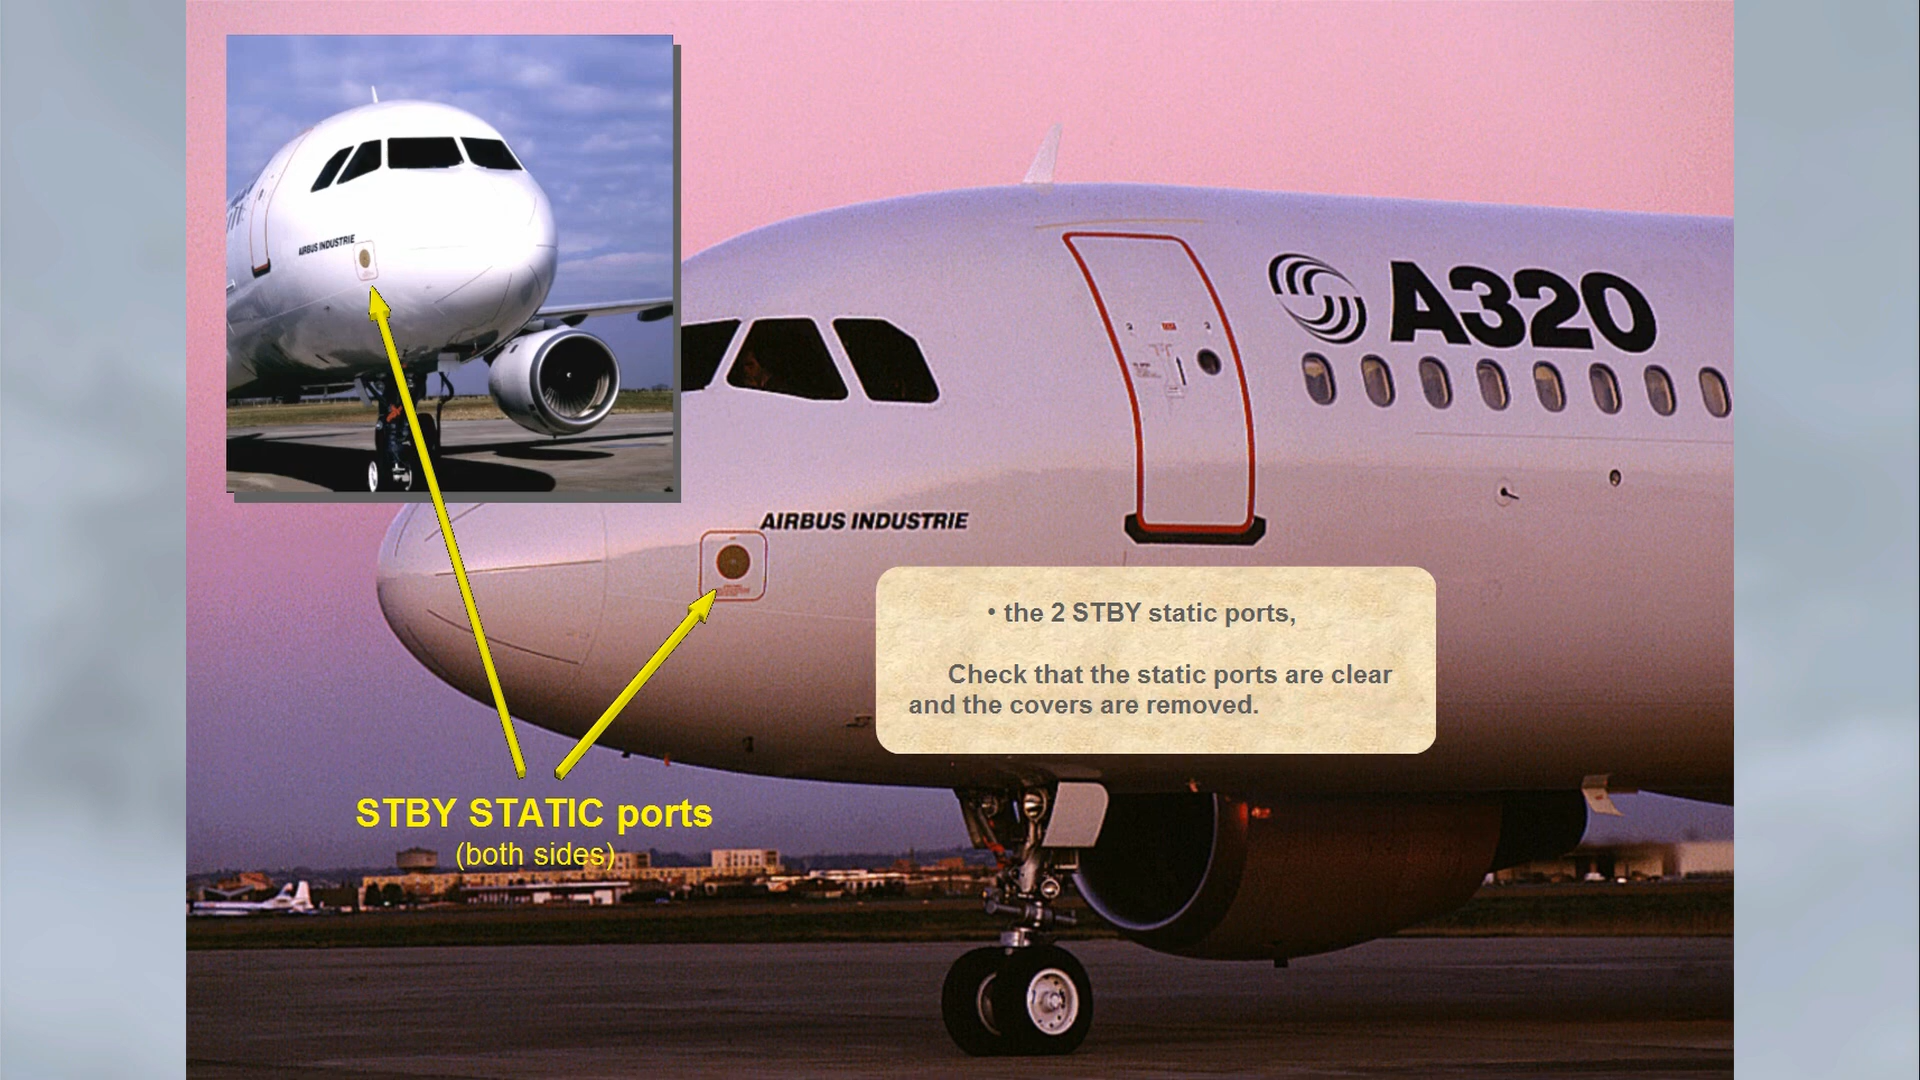 AIRBUS INDUSTRIE
A320
AIRBUS INDUSTRIE
• the 2 STBY static ports,
Check that the static ports are clear
and the covers are removed.
STBY STATIC ports
(both sides)